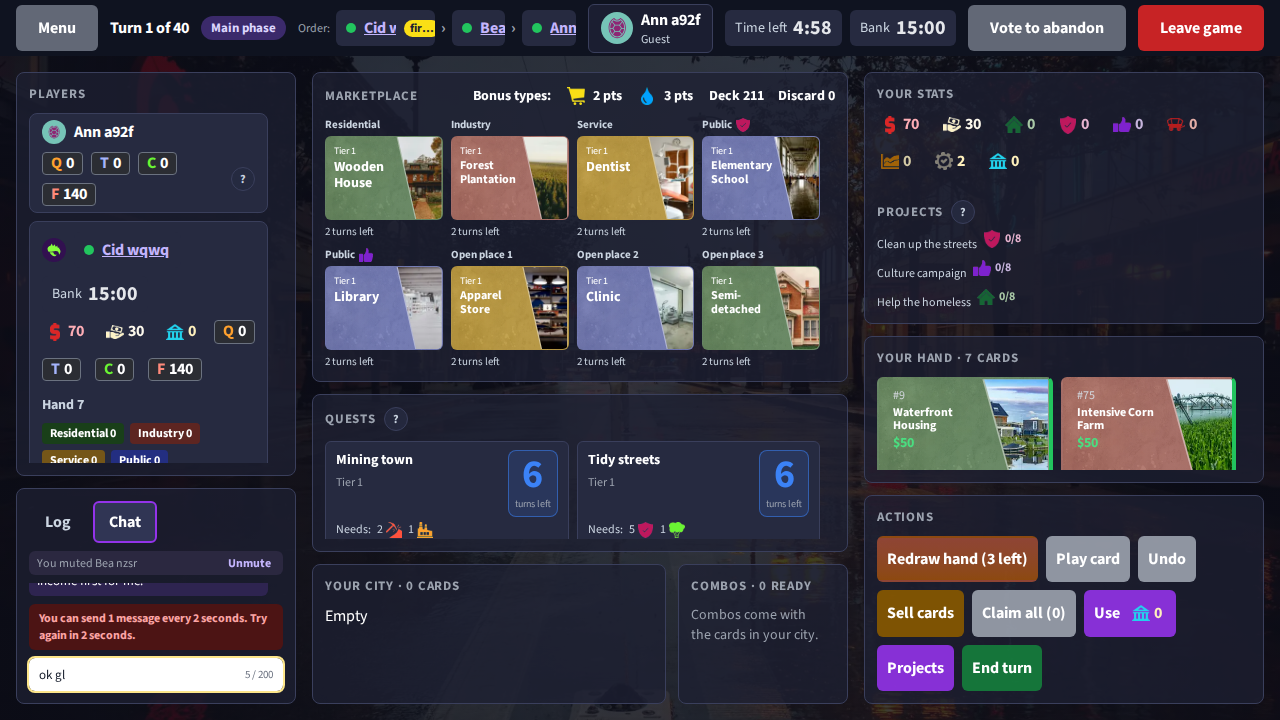 Menu
Turn 1 of 40
Main phase
Order:
Cid
fir...
›
Bea
›
Ann
Ann a92f
Guest
Time left 4:58
Bank 15:00
Vote to abandon
Leave game
PLAYERS
Ann a92f
Q 0 T 0 C 0
F 140
?
Cid wqwq
Bank 15:00
70 30 0 Q 0
T 0 C 0 F 140
Hand 7
Residential 0 Industry 0
Service 0 Public 0
Log Chat
You muted Bea nzsr Unmute
income first for me.
You can send 1 message every 2 seconds. Try
again in 2 seconds.
ok gl 5 / 200
MARKETPLACE Bonus types: 2 pts 3 pts Deck 211 Discard 0
Residential Industry Service Public
Tier 1
Wooden
House
Tier 1
Forest
Plantation
Tier 1
Dentist
Tier 1
Elementary
School
2 turns left 2 turns left 2 turns left 2 turns left
Public Open place 1 Open place 2 Open place 3
Tier 1
Library
Tier 1
Apparel
Store
Tier 1
Clinic
Tier 1
Semi-
detached
2 turns left 2 turns left 2 turns left 2 turns left
QUESTS ?
Mining town
Tier 1
6
turns left
Needs: 2 1
Tidy streets
Tier 1
6
turns left
Needs: 5 1
YOUR CITY · 0 CARDS
Empty
COMBOS · 0 READY
Combos come with
the cards in your city.
YOUR STATS
70 30 0 0 0 0
0 2 0
PROJECTS ?
Clean up the streets 0/8
Culture campaign 0/8
Help the homeless 0/8
YOUR HAND · 7 CARDS
#9
Waterfront
Housing
$50
#75
Intensive Corn
Farm
$50
ACTIONS
Redraw hand (3 left) Play card Undo
Sell cards Claim all (0) Use 0
Projects End turn